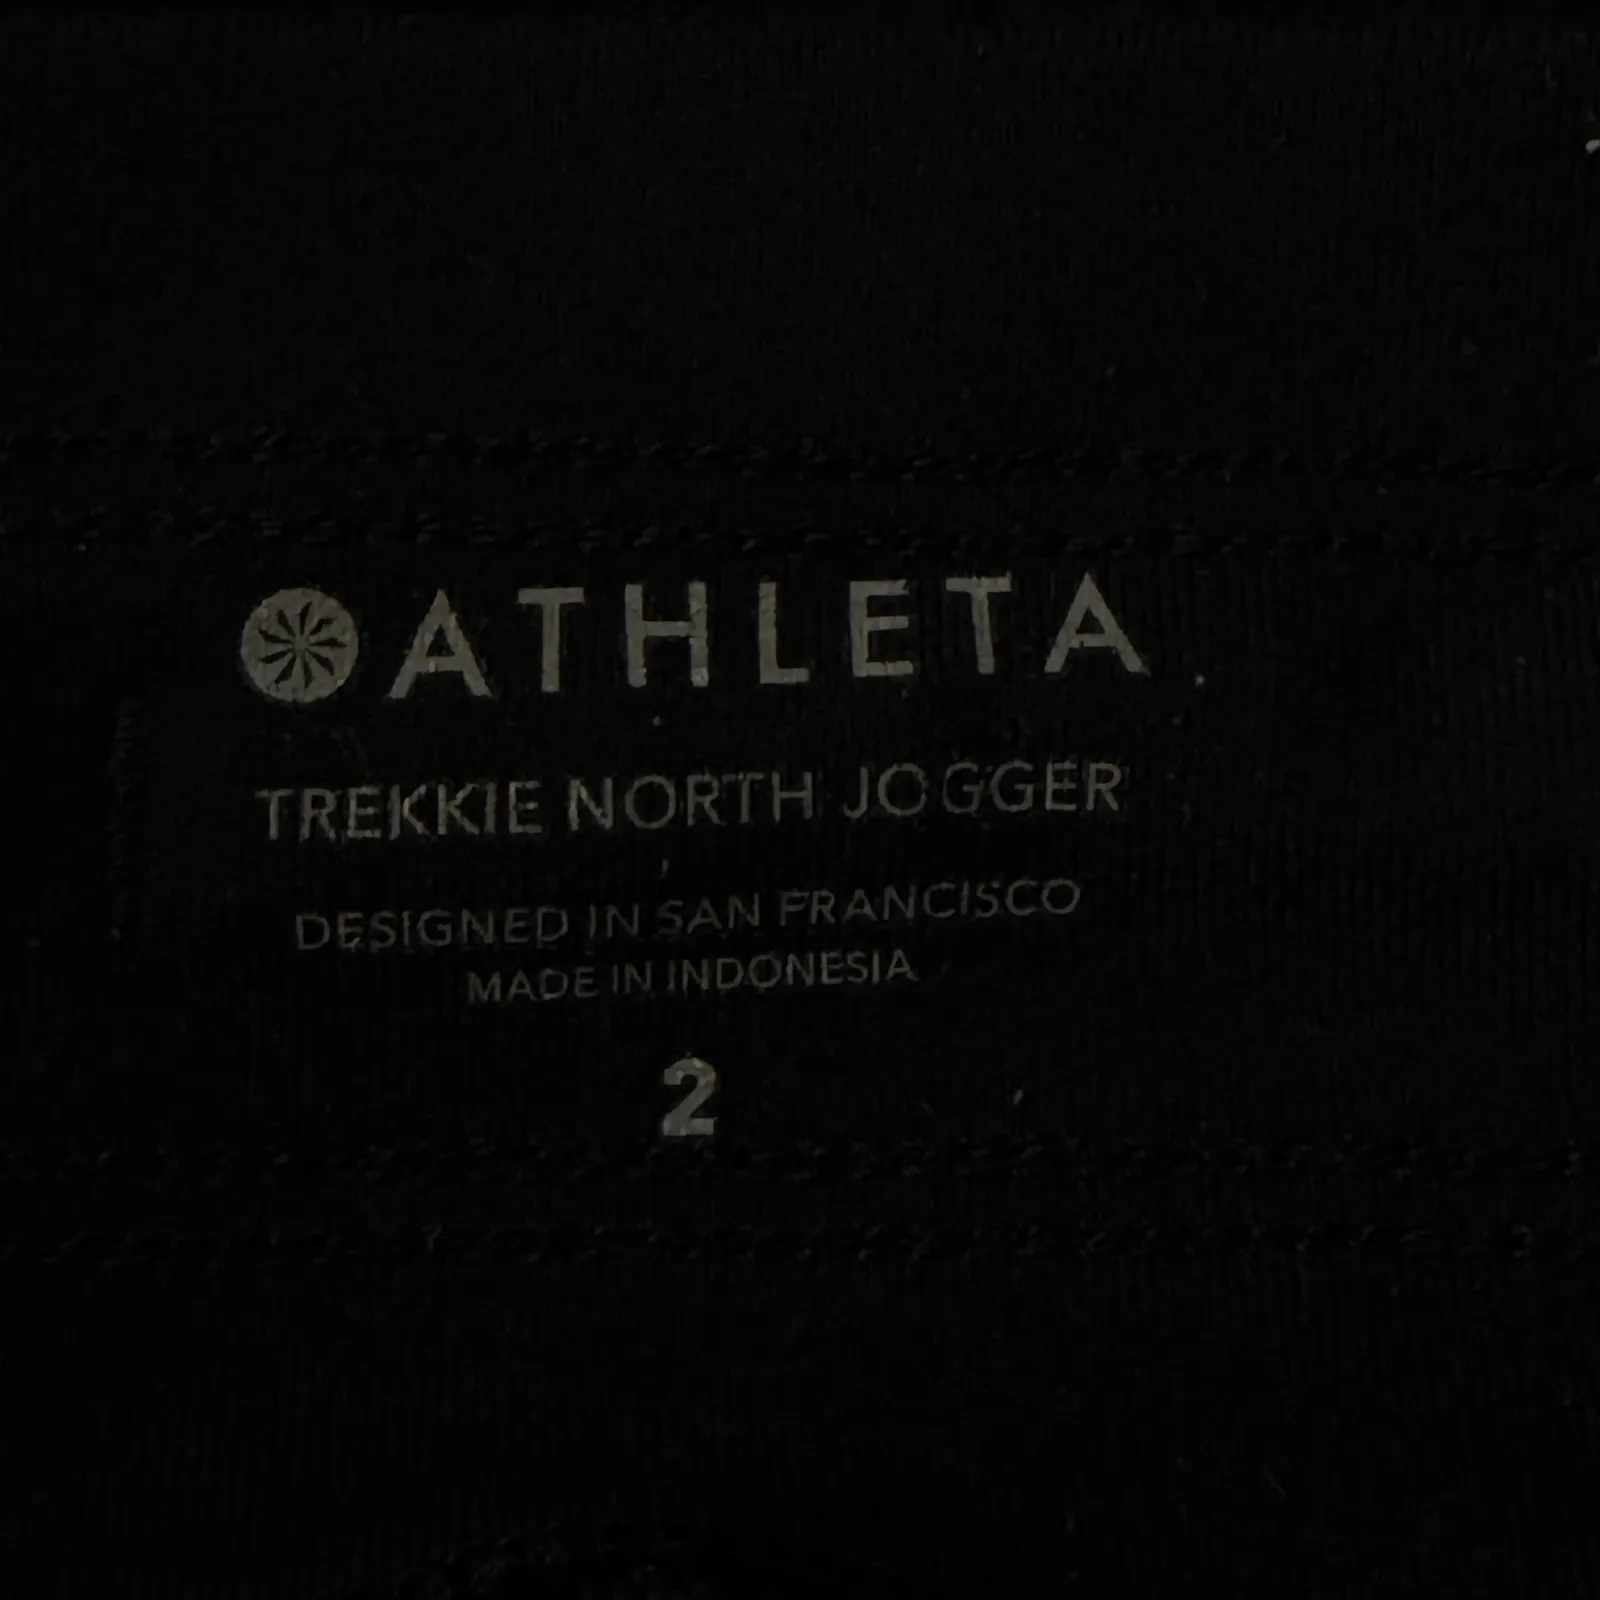 ATHLETA
TREKKIE NORTH JOGGER
DESIGNED IN SAN FRANCISCO
MADE IN INDONESIA
2